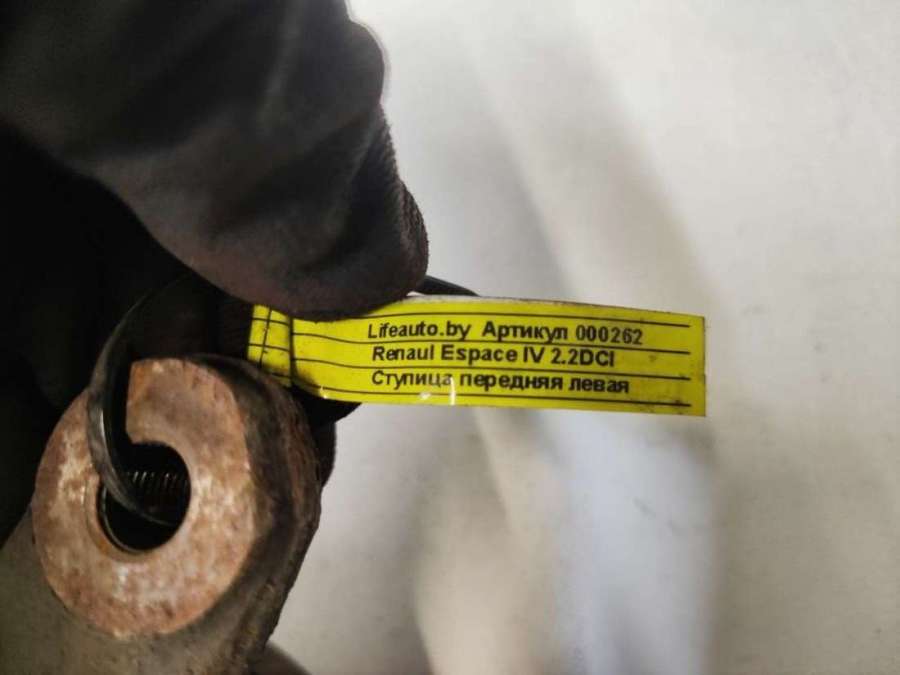 Lifeauto.by Артикул 000262
Renaul Espace IV 2.2DCI
Ступица передняя левая